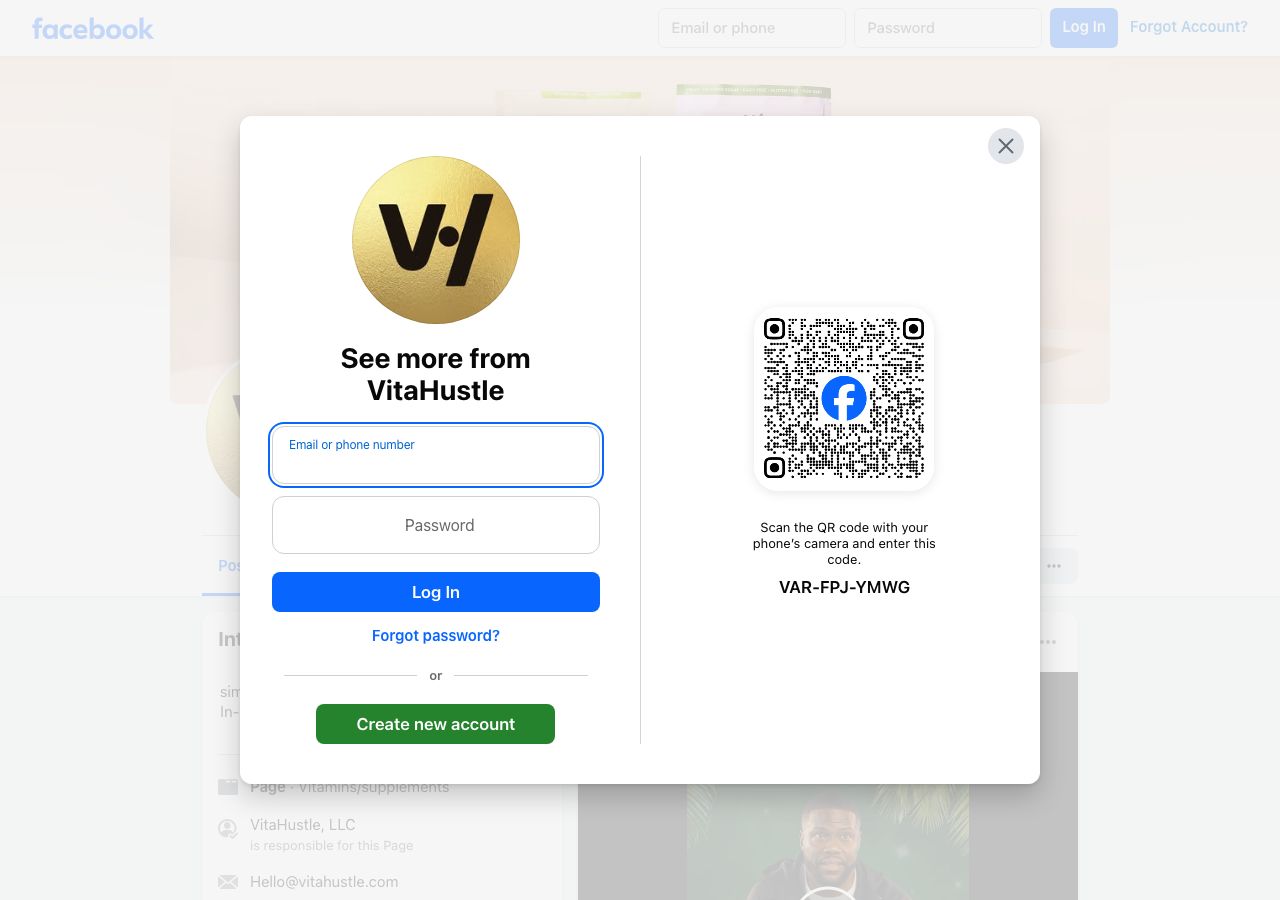 facebook
Email or phone
Password
Log In
Forgot Account?
See more from
VitaHustle
Email or phone number
Password
Log In
Forgot password?
or
Create new account
Scan the QR code with your
phone's camera and enter this
code.
VAR-FPJ-YMWG
Page · Vitamins/supplements
VitaHustle, LLC
is responsible for this Page
Hello@vitahustle.com